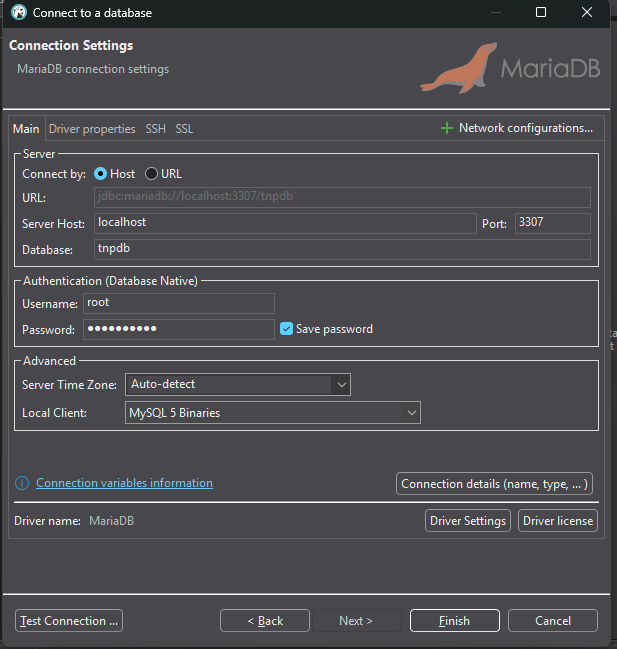 Connect to a database
Connection Settings
MariaDB connection settings
MariaDB
Main Driver properties SSH SSL Network configurations...
Server
Connect by: Host URL
URL: jdbc:mariadb://localhost:3307/tnpdb
Server Host: localhost Port: 3307
Database: tnpdb
Authentication (Database Native)
Username: root
Password: ●●●●●●●●●● Save password
Advanced
Server Time Zone: Auto-detect
Local Client: MySQL 5 Binaries
Connection variables information Connection details (name, type, ... )
Driver name: MariaDB Driver Settings Driver license
Test Connection ... < Back Next > Finish Cancel